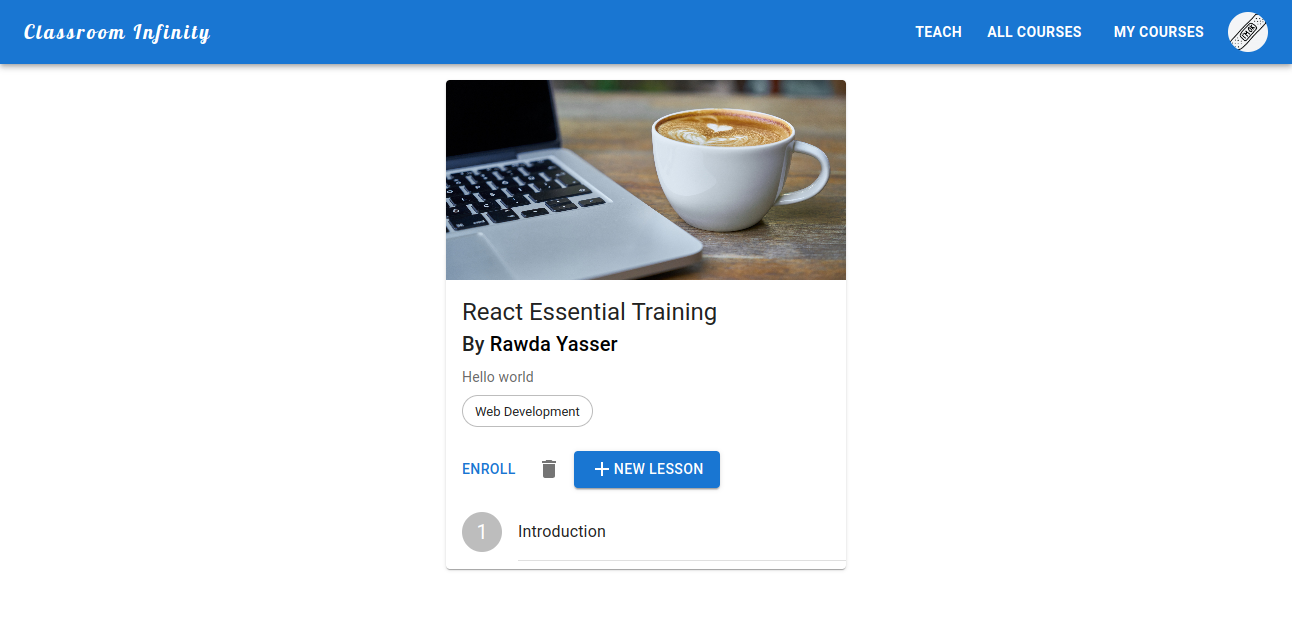 Classroom Infinity
TEACH ALL COURSES MY COURSES
React Essential Training
By Rawda Yasser
Hello world
Web Development
ENROLL
NEW LESSON
1 Introduction